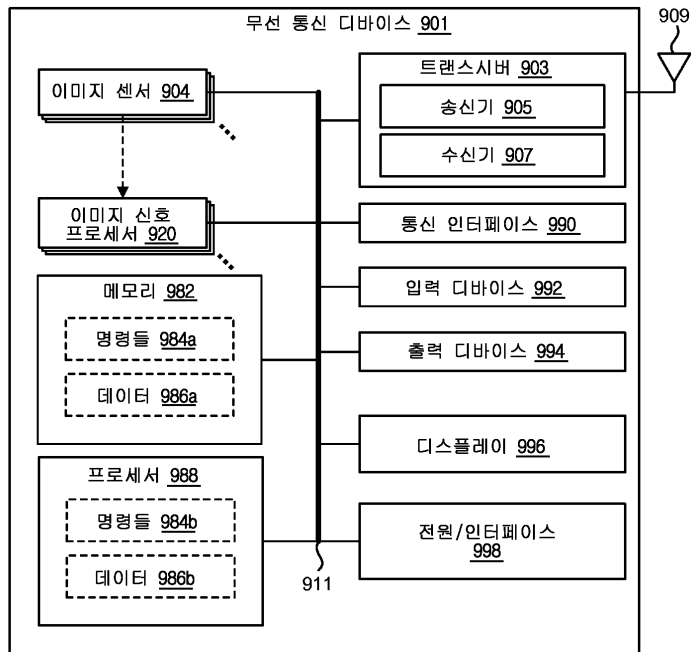 무선 통신 디바이스 901
909
이미지 센서 904
트랜스시버 903
송신기 905
수신기 907
이미지 신호
프로세서 920
통신 인터페이스 990
메모리 982
명령들 984a
데이터 986a
입력 디바이스 992
출력 디바이스 994
디스플레이 996
프로세서 988
명령들 984b
데이터 986b
전원/인터페이스
998
911